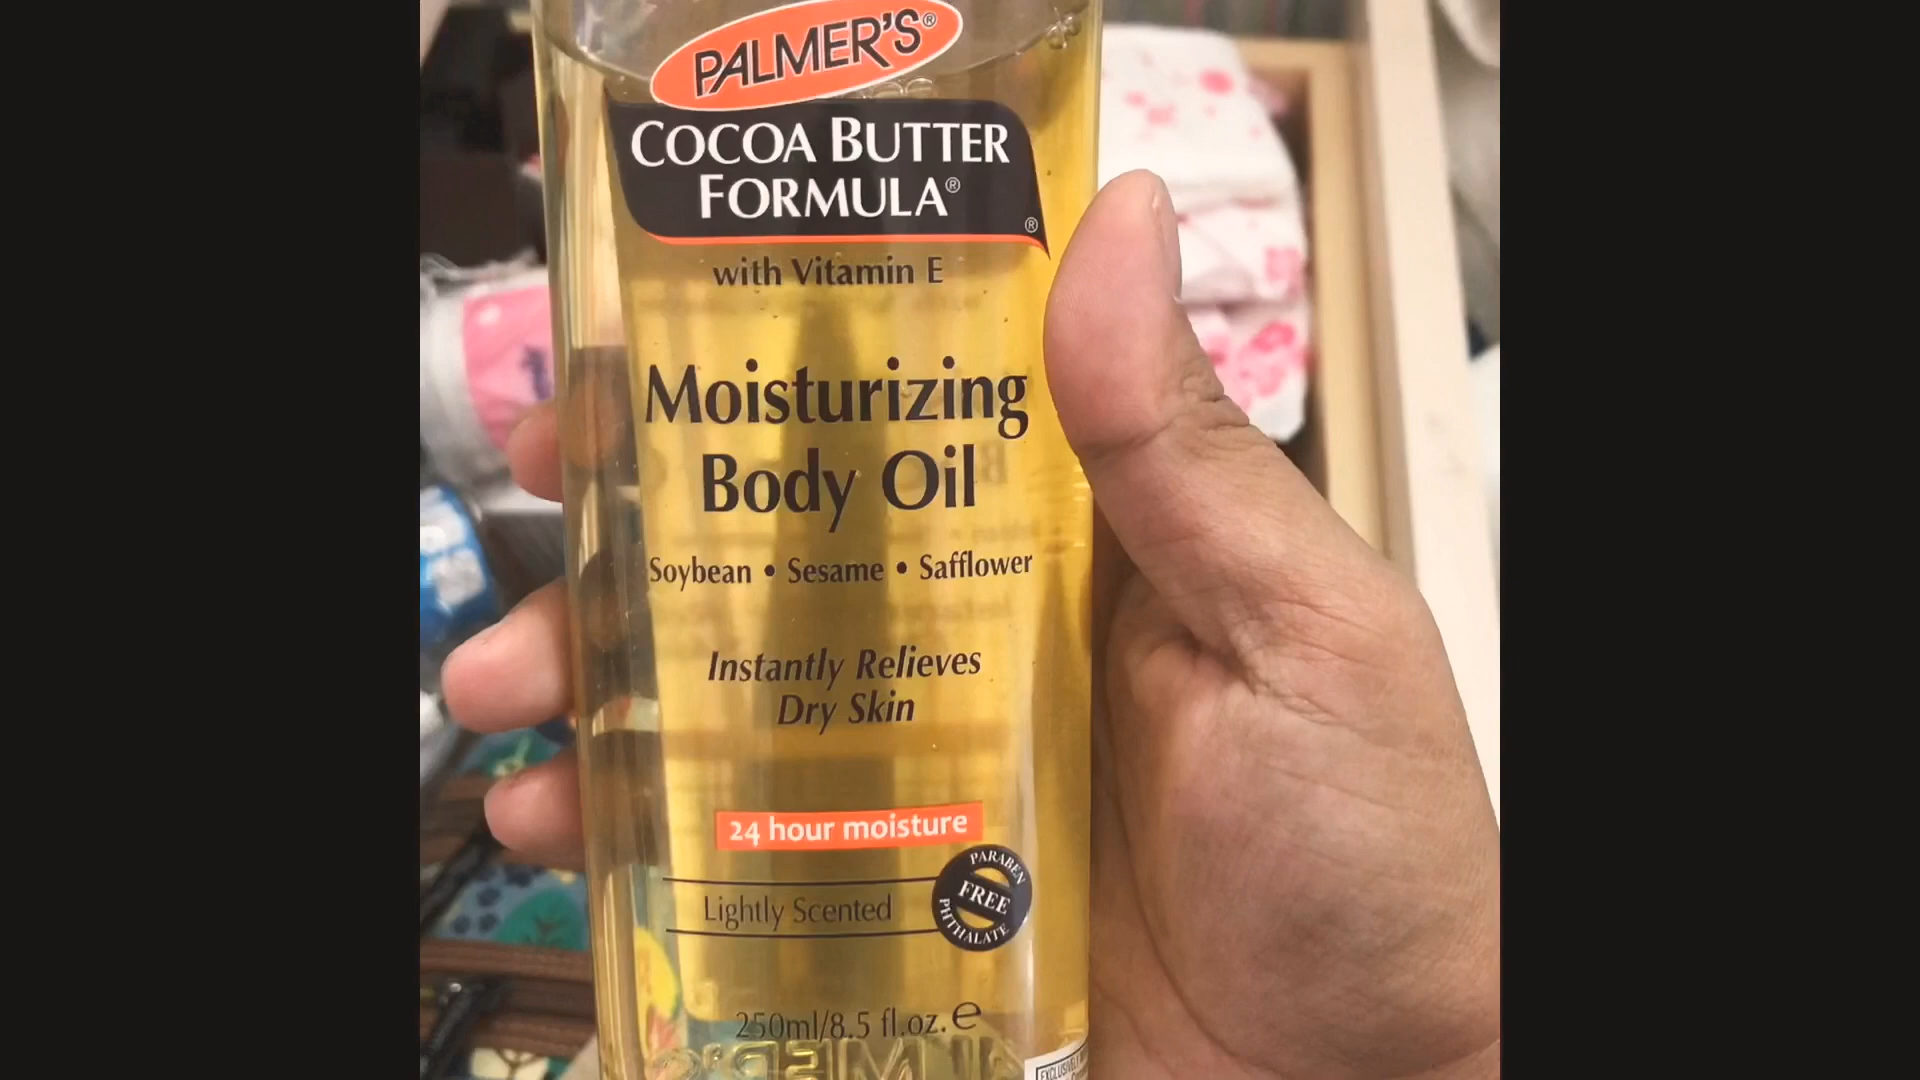 PALMER'S®
COCOA BUTTER
FORMULA®
®
with Vitamin E
Moisturizing
Body Oil
Soybean • Sesame • Safflower
Instantly Relieves
Dry Skin
24 hour moisture
Lightly Scented
PARABEN
FREE
PHTHALATE
250ml/8.5 fl.oz.℮